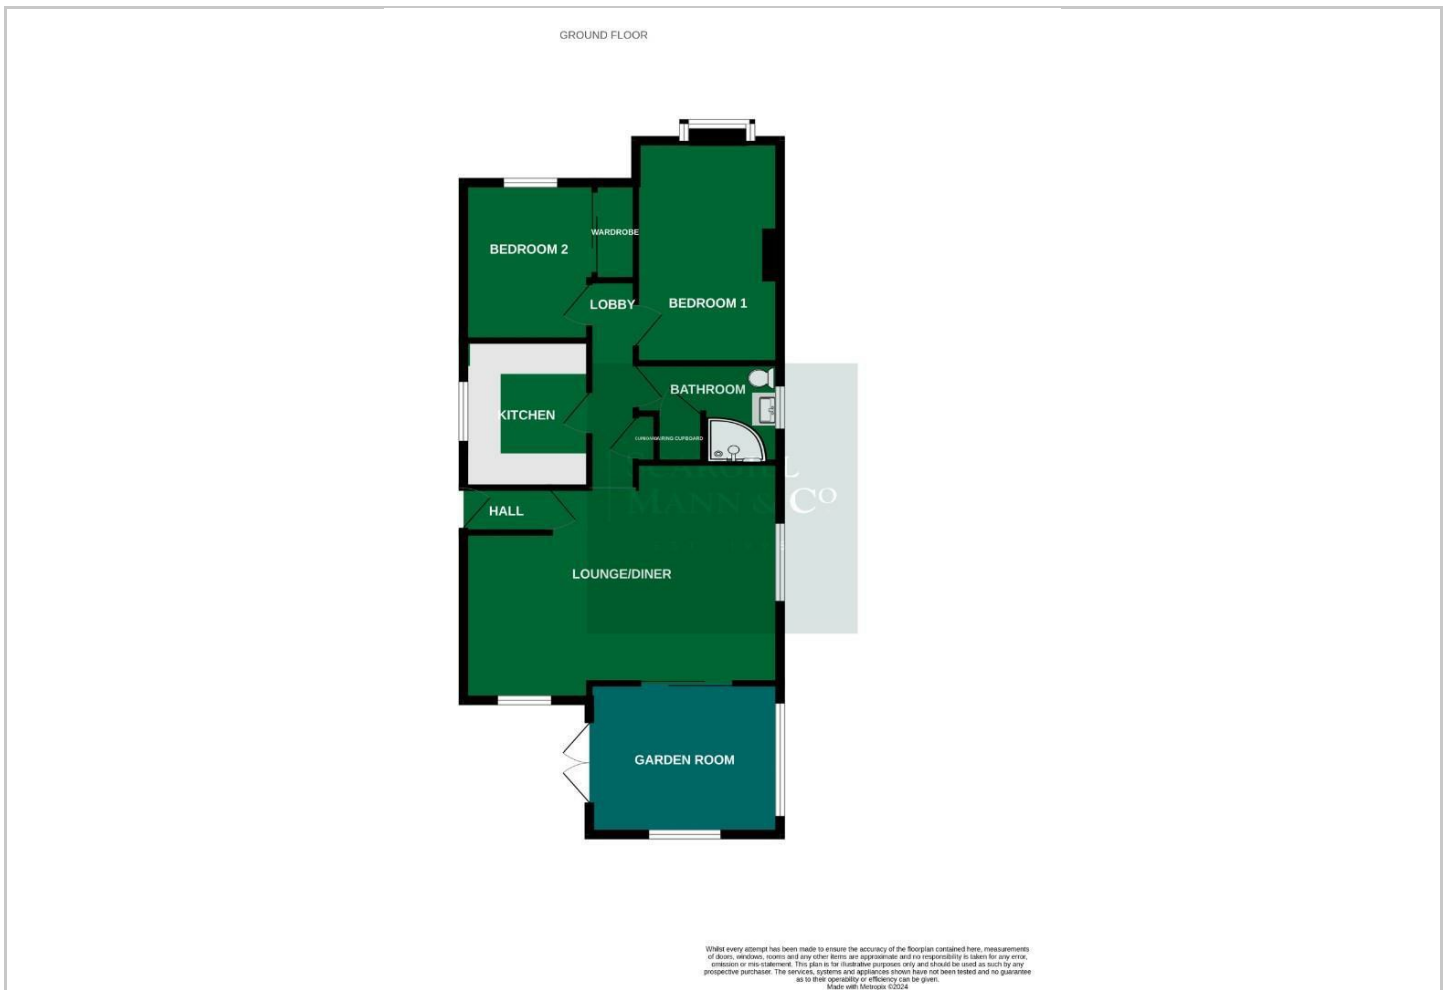 GROUND FLOOR
WARDROBE
BEDROOM 2
LOBBY
BEDROOM 1
BATHROOM
KITCHEN
AIRING CUPBOARD
SCARGILL
MANN & CO
HALL
LOUNGE/DINER
GARDEN ROOM
Whilst every attempt has been made to ensure the accuracy of the floorplan contained here, measurements
of doors, windows, rooms and any other items are approximate and no responsibility is taken for any error,
omission or mis-statement. This plan is for illustrative purposes only and should be used as such by any
prospective purchaser. The services, systems and appliances shown have not been tested and no guarantee
as to their operability or efficiency can be given.
Made with Metropix ©2024